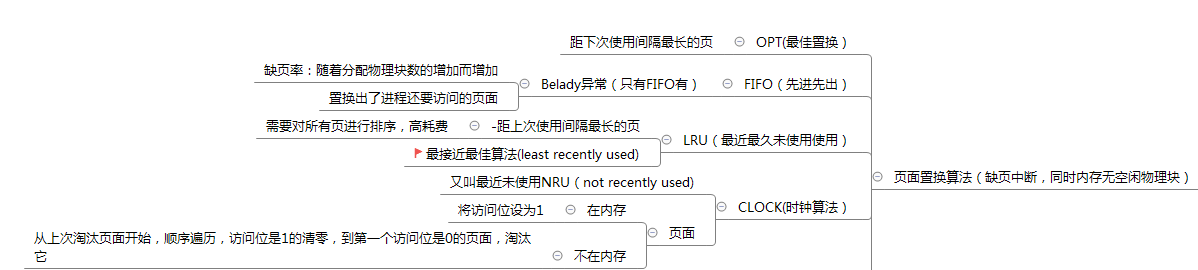 距下次使用间隔最长的页
OPT(最佳置换）
缺页率：随着分配物理块数的增加而增加
置换出了进程还要访问的页面
Belady异常（只有FIFO有）
FIFO（先进先出）
需要对所有页进行排序，高耗费
-距上次使用间隔最长的页
最接近最佳算法(least recently used)
LRU（最近最久未使用使用）
页面置换算法（缺页中断，同时内存无空闲物理块）
又叫最近未使用NRU（not recently used)
将访问位设为1
在内存
CLOCK(时钟算法）
页面
从上次淘汰页面开始，顺序遍历，访问位是1的清零，到第一个访问位是0的页面，淘汰
它
不在内存